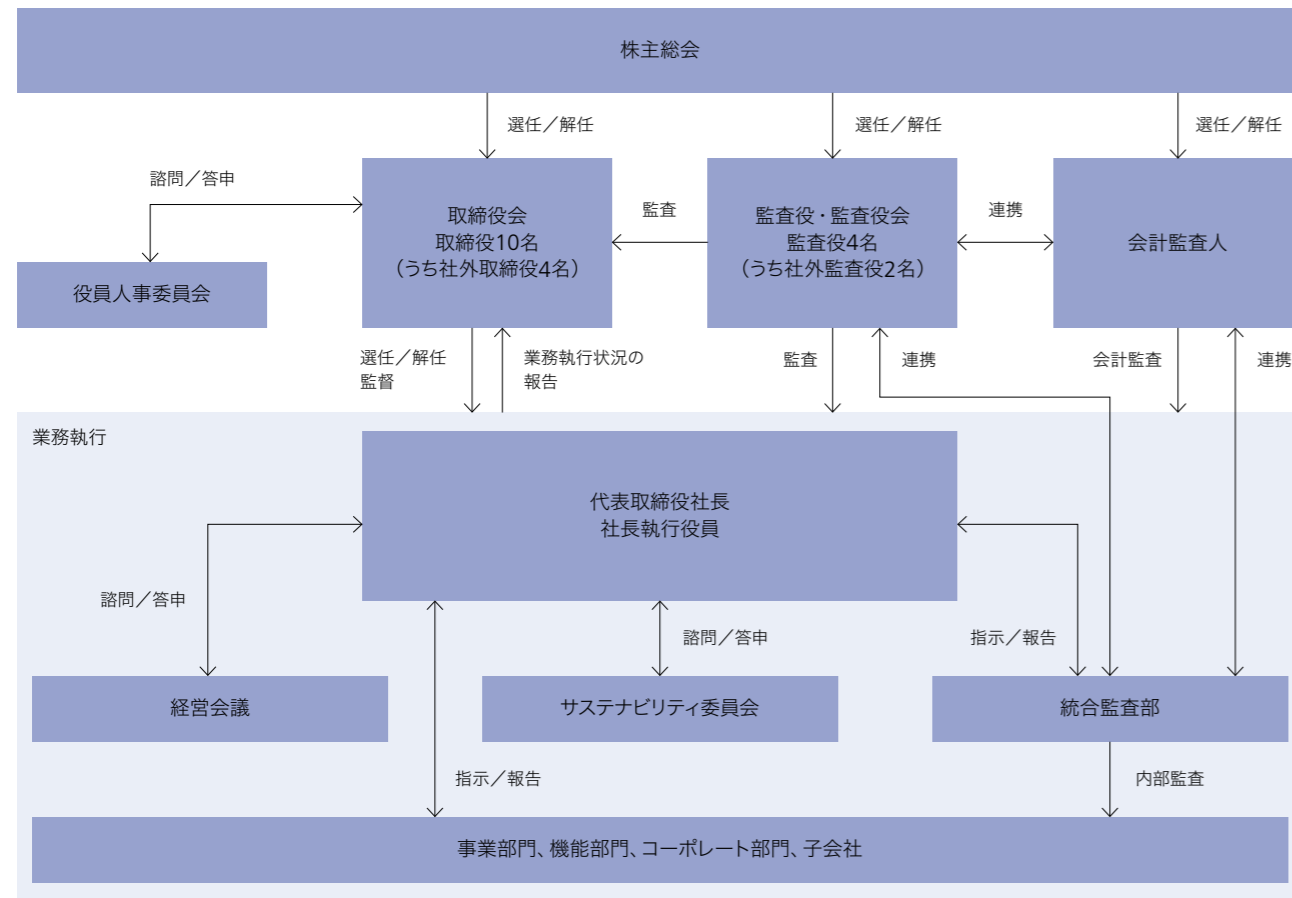 株主総会
選任／解任
選任／解任
選任／解任
諮問／答申
取締役会
取締役10名
（うち社外取締役4名）
監査
監査役・監査役会
監査役4名
（うち社外監査役2名）
連携
会計監査人
役員人事委員会
選任／解任
監督
業務執行状況の
報告
監査
連携
会計監査
連携
業務執行
代表取締役社長
社長執行役員
諮問／答申
諮問／答申
指示／報告
経営会議
サステナビリティ委員会
統合監査部
指示／報告
内部監査
事業部門、機能部門、コーポレート部門、子会社